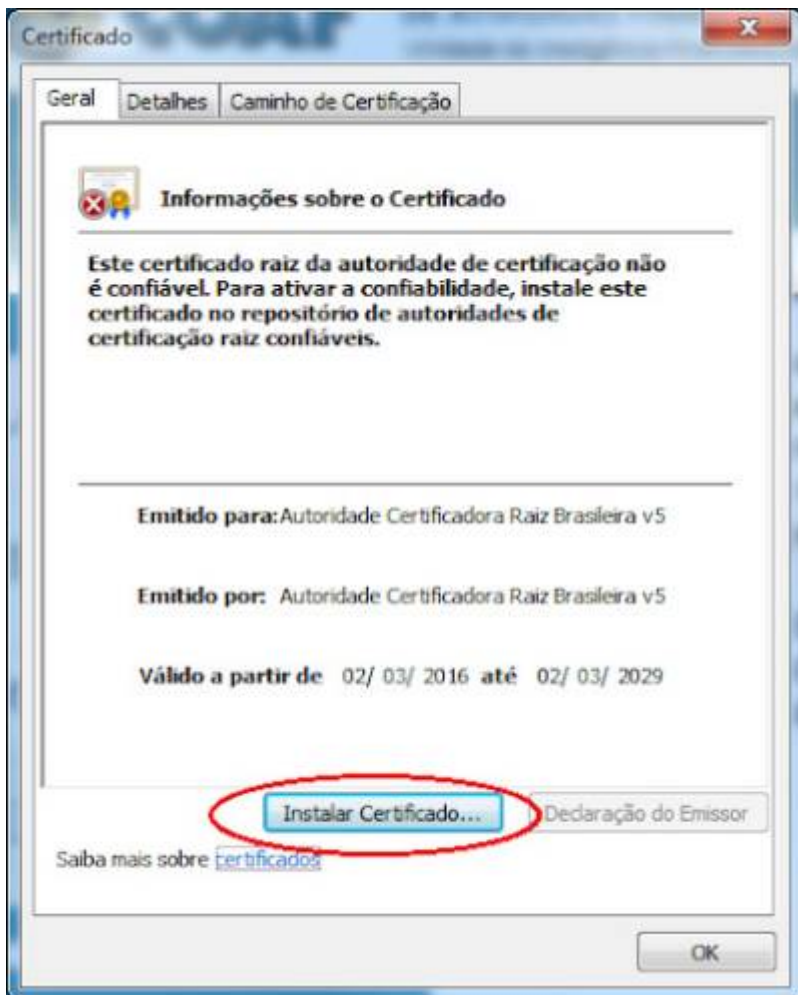 Certificado
Geral
Detalhes
Caminho de Certificação
Informações sobre o Certificado
Este certificado raiz da autoridade de certificação não
é confiável. Para ativar a confiabilidade, instale este
certificado no repositório de autoridades de
certificação raiz confiáveis.
Emitido para: Autoridade Certificadora Raiz Brasileira v5
Emitido por: Autoridade Certificadora Raiz Brasileira v5
Válido a partir de 02/ 03/ 2016 até 02/ 03/ 2029
Instalar Certificado...
Declaração do Emissor
Saiba mais sobre certificados
OK